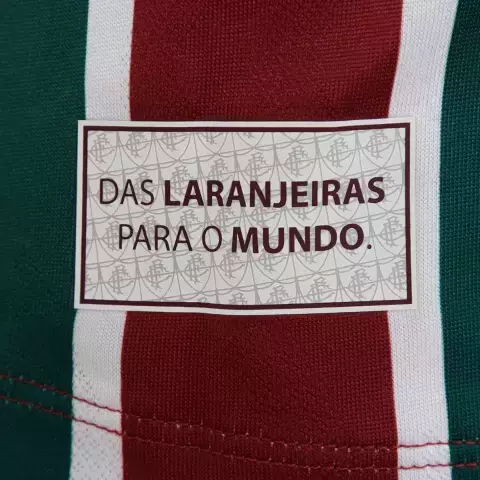 DAS LARANJEIRAS
PARA O MUNDO.